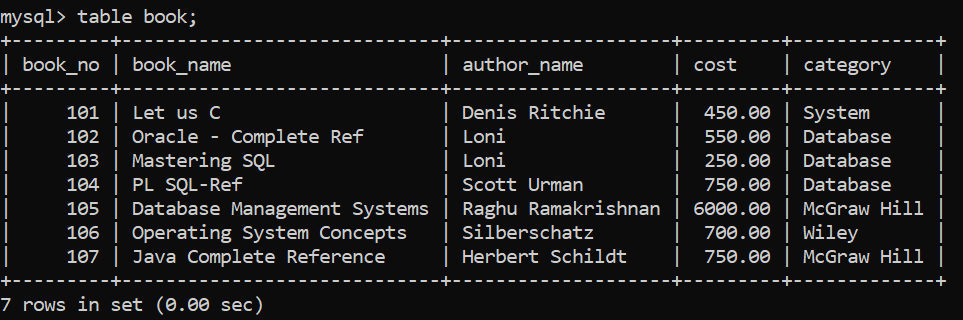 mysql> table book;
+---------+-----------------------------+--------------------+---------+-------------+
| book_no | book_name                   | author_name        | cost    | category    |
+---------+-----------------------------+--------------------+---------+-------------+
|     101 | Let us C                    | Denis Ritchie      |  450.00 | System      |
|     102 | Oracle - Complete Ref       | Loni               |  550.00 | Database    |
|     103 | Mastering SQL               | Loni               |  250.00 | Database    |
|     104 | PL SQL-Ref                  | Scott Urman        |  750.00 | Database    |
|     105 | Database Management Systems | Raghu Ramakrishnan | 6000.00 | McGraw Hill |
|     106 | Operating System Concepts   | Silberschatz       |  700.00 | Wiley       |
|     107 | Java Complete Reference     | Herbert Schildt    |  750.00 | McGraw Hill |
+---------+-----------------------------+--------------------+---------+-------------+
7 rows in set (0.00 sec)